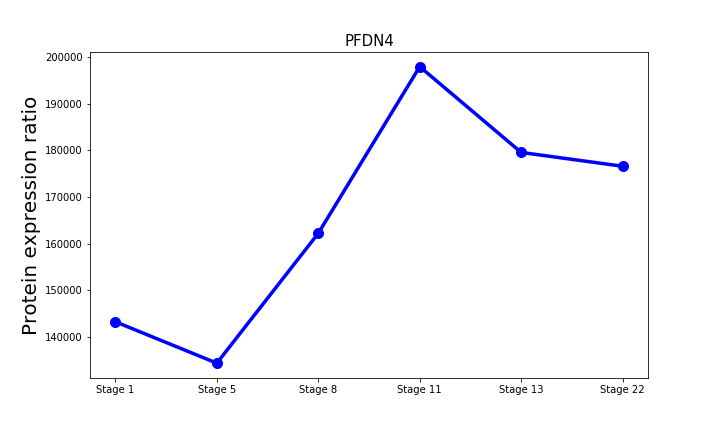 PFDN4
Protein expression ratio
200000
190000
180000
170000
160000
150000
140000
Stage 1 Stage 5 Stage 8 Stage 11 Stage 13 Stage 22